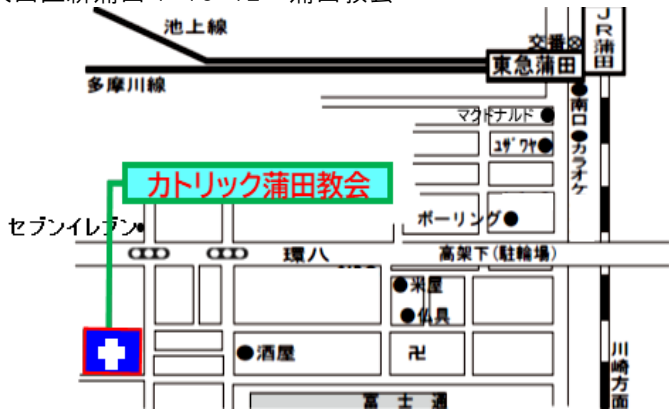 池上線
多摩川線
交番
東急蒲田
JR蒲田
南口
カラオケ
マクドナルド
ユザワヤ
カトリック蒲田教会
セブンイレブン
ボーリング
環八
高架下(駐輪場)
米屋
仏具
酒屋
卍
川崎方面
富士通